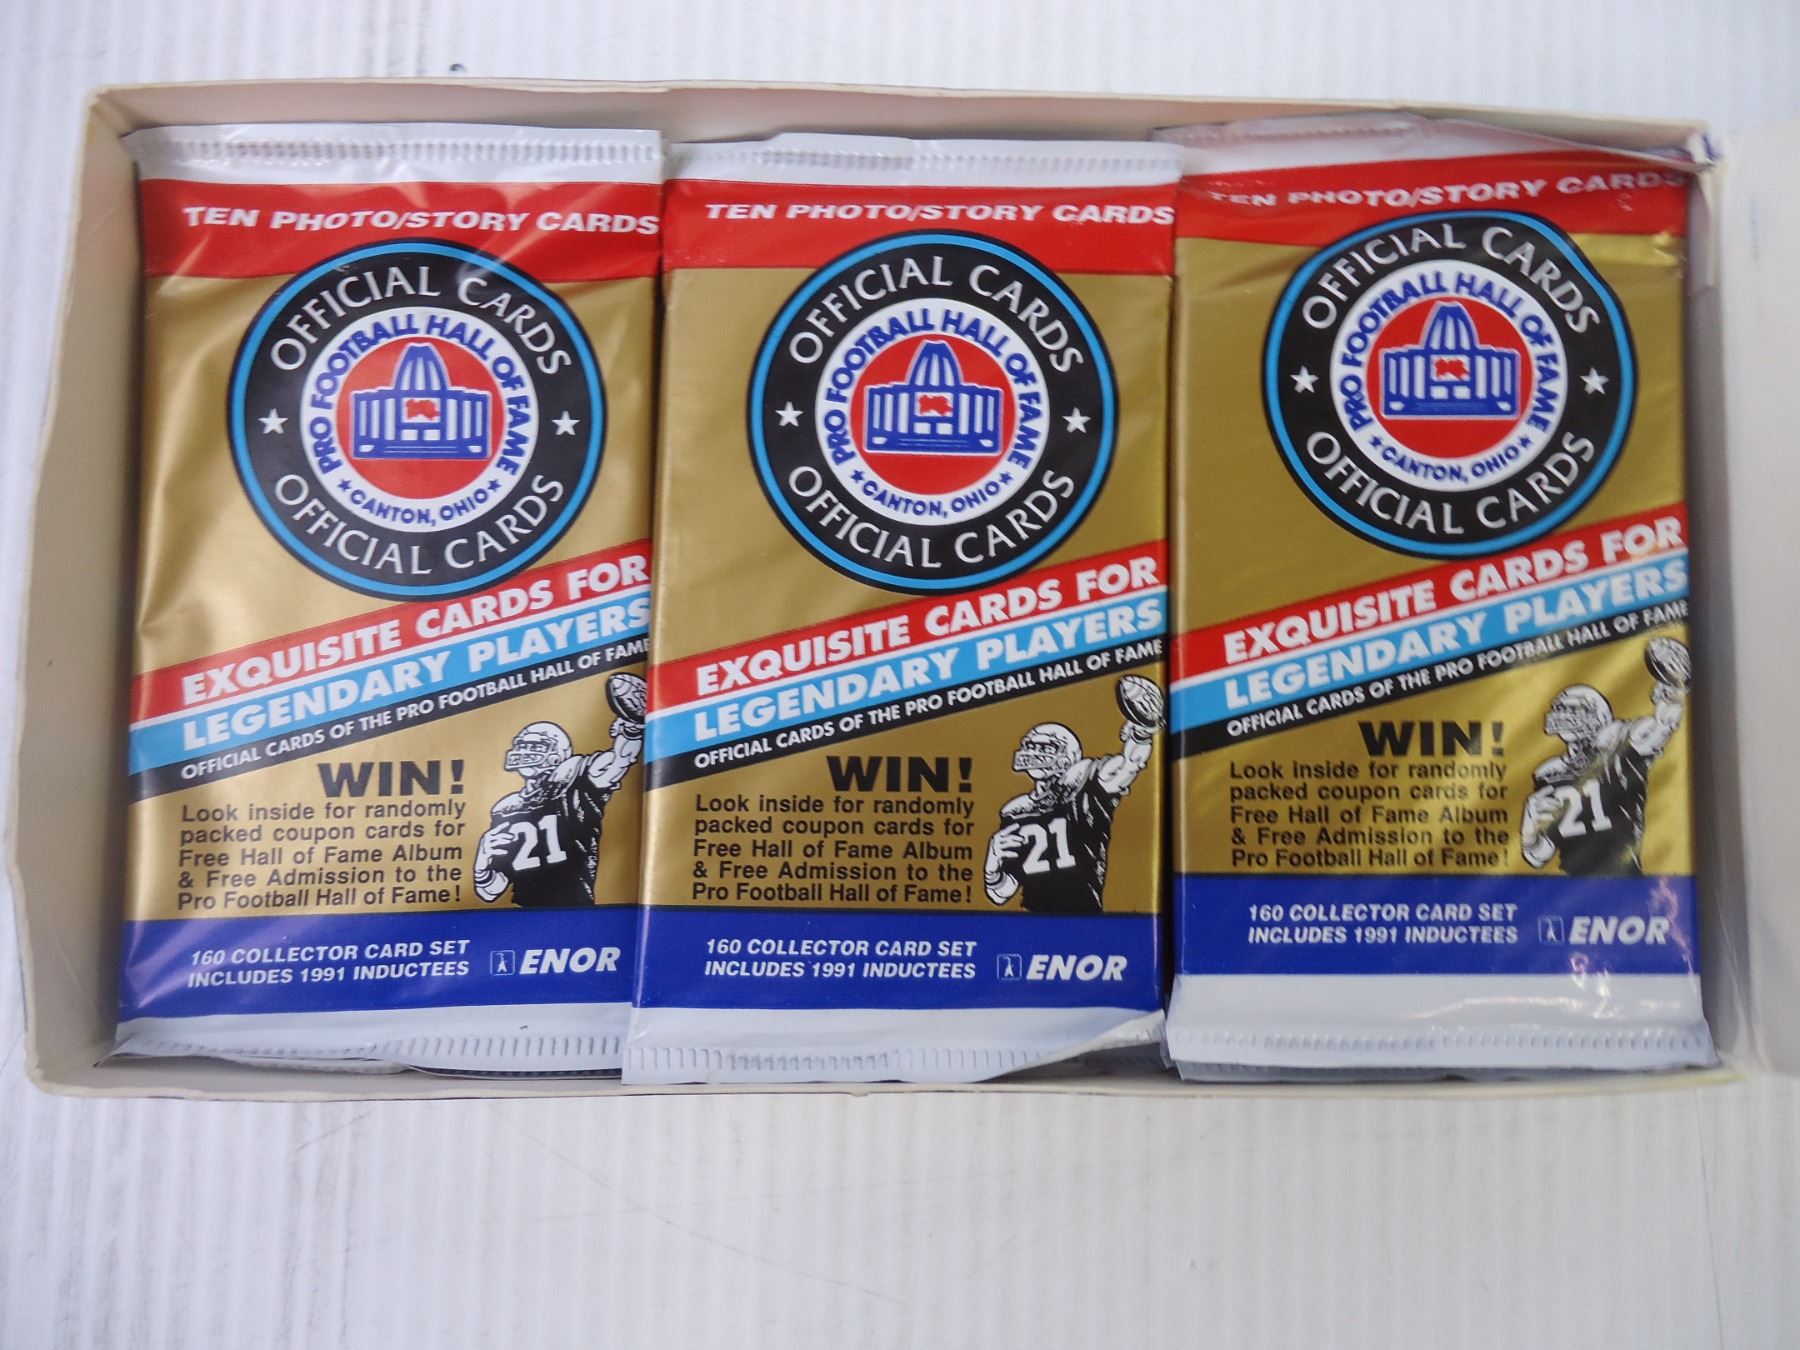 TEN PHOTO/STORY CARDS
OFFICIAL CARDS
PRO FOOTBALL HALL OF FAME
★ CANTON, OHIO ★
OFFICIAL CARDS
EXQUISITE CARDS FOR
LEGENDARY PLAYERS
OFFICIAL CARDS OF THE PRO FOOTBALL HALL OF FAME
WIN!
Look inside for randomly
packed coupon cards for
Free Hall of Fame Album
& Free Admission to the
Pro Football Hall of Fame!
21
160 COLLECTOR CARD SET
INCLUDES 1991 INDUCTEES
ENOR
TEN PHOTO/STORY CARDS
OFFICIAL CARDS
PRO FOOTBALL HALL OF FAME
★ CANTON, OHIO ★
OFFICIAL CARDS
EXQUISITE CARDS FOR
LEGENDARY PLAYERS
OFFICIAL CARDS OF THE PRO FOOTBALL HALL OF FAME
WIN!
Look inside for randomly
packed coupon cards for
Free Hall of Fame Album
& Free Admission to the
Pro Football Hall of Fame!
21
160 COLLECTOR CARD SET
INCLUDES 1991 INDUCTEES
ENOR
TEN PHOTO/STORY CARDS
OFFICIAL CARDS
PRO FOOTBALL HALL OF FAME
★ CANTON, OHIO ★
OFFICIAL CARDS
EXQUISITE CARDS FOR
LEGENDARY PLAYERS
OFFICIAL CARDS OF THE PRO FOOTBALL HALL OF FAME
WIN!
Look inside for randomly
packed coupon cards for
Free Hall of Fame Album
& Free Admission to the
Pro Football Hall of Fame!
21
160 COLLECTOR CARD SET
INCLUDES 1991 INDUCTEES
ENOR